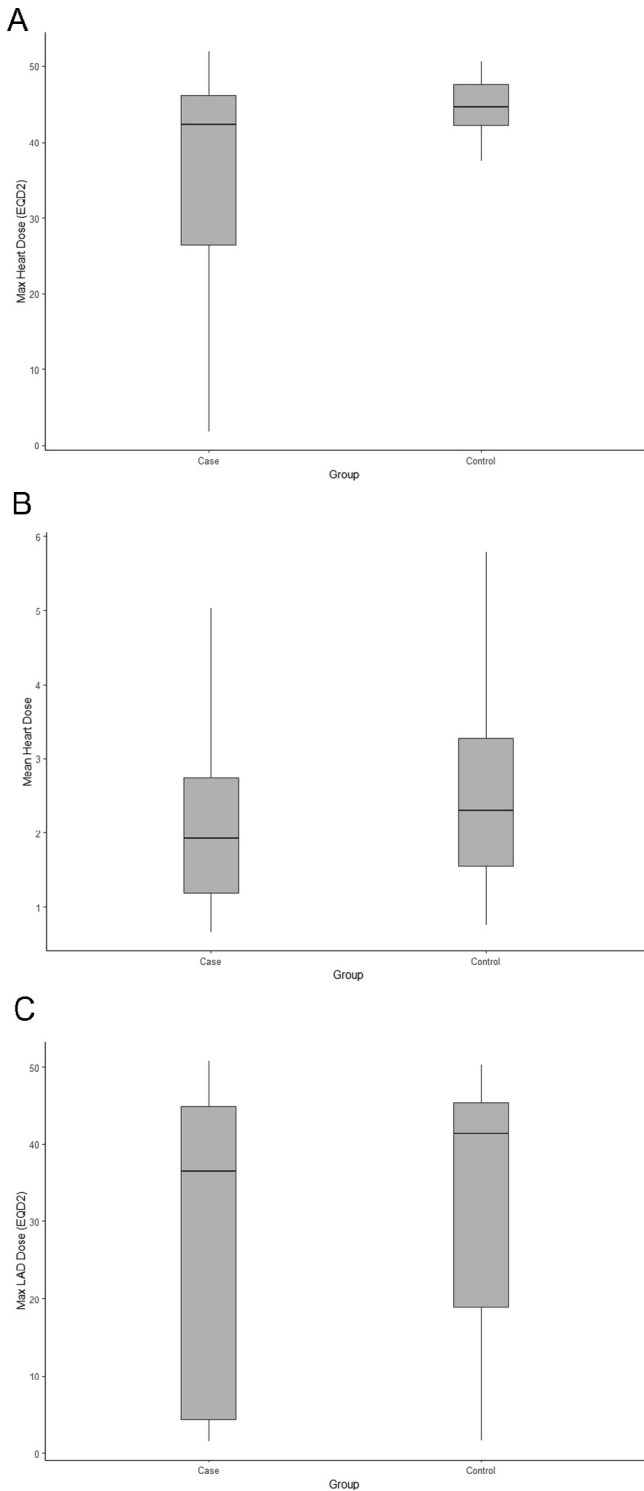 A
Max Heart Dose (EQD2)
50
40
30
20
10
0
Case
Control
Group
B
Mean Heart Dose
6
5
4
3
2
1
Case
Control
Group
C
Max LAD Dose (EQD2)
50
40
30
20
10
0
Case
Control
Group